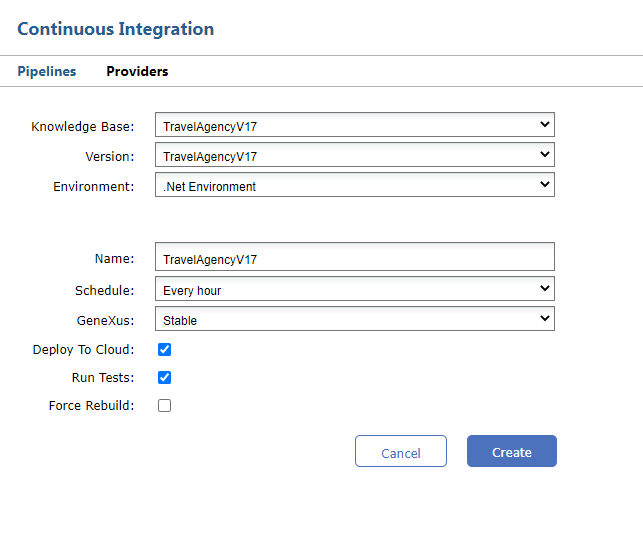 Continuous Integration
Pipelines Providers
Knowledge Base: TravelAgencyV17
Version: TravelAgencyV17
Environment: .Net Environment
Name: TravelAgencyV17
Schedule: Every hour
GeneXus: Stable
Deploy To Cloud:
Run Tests:
Force Rebuild:
Cancel Create